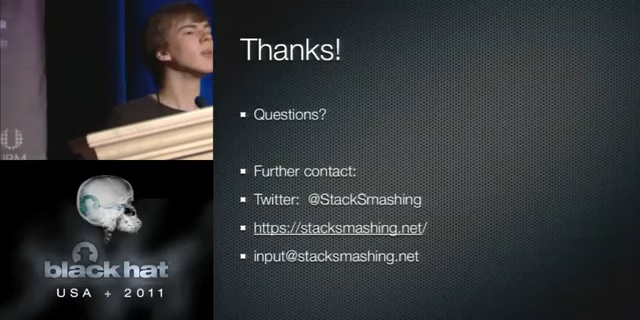 Thanks!
Questions?
Further contact:
Twitter: @StackSmashing
https://stacksmashing.net/
input@stacksmashing.net
black hat
USA + 2011